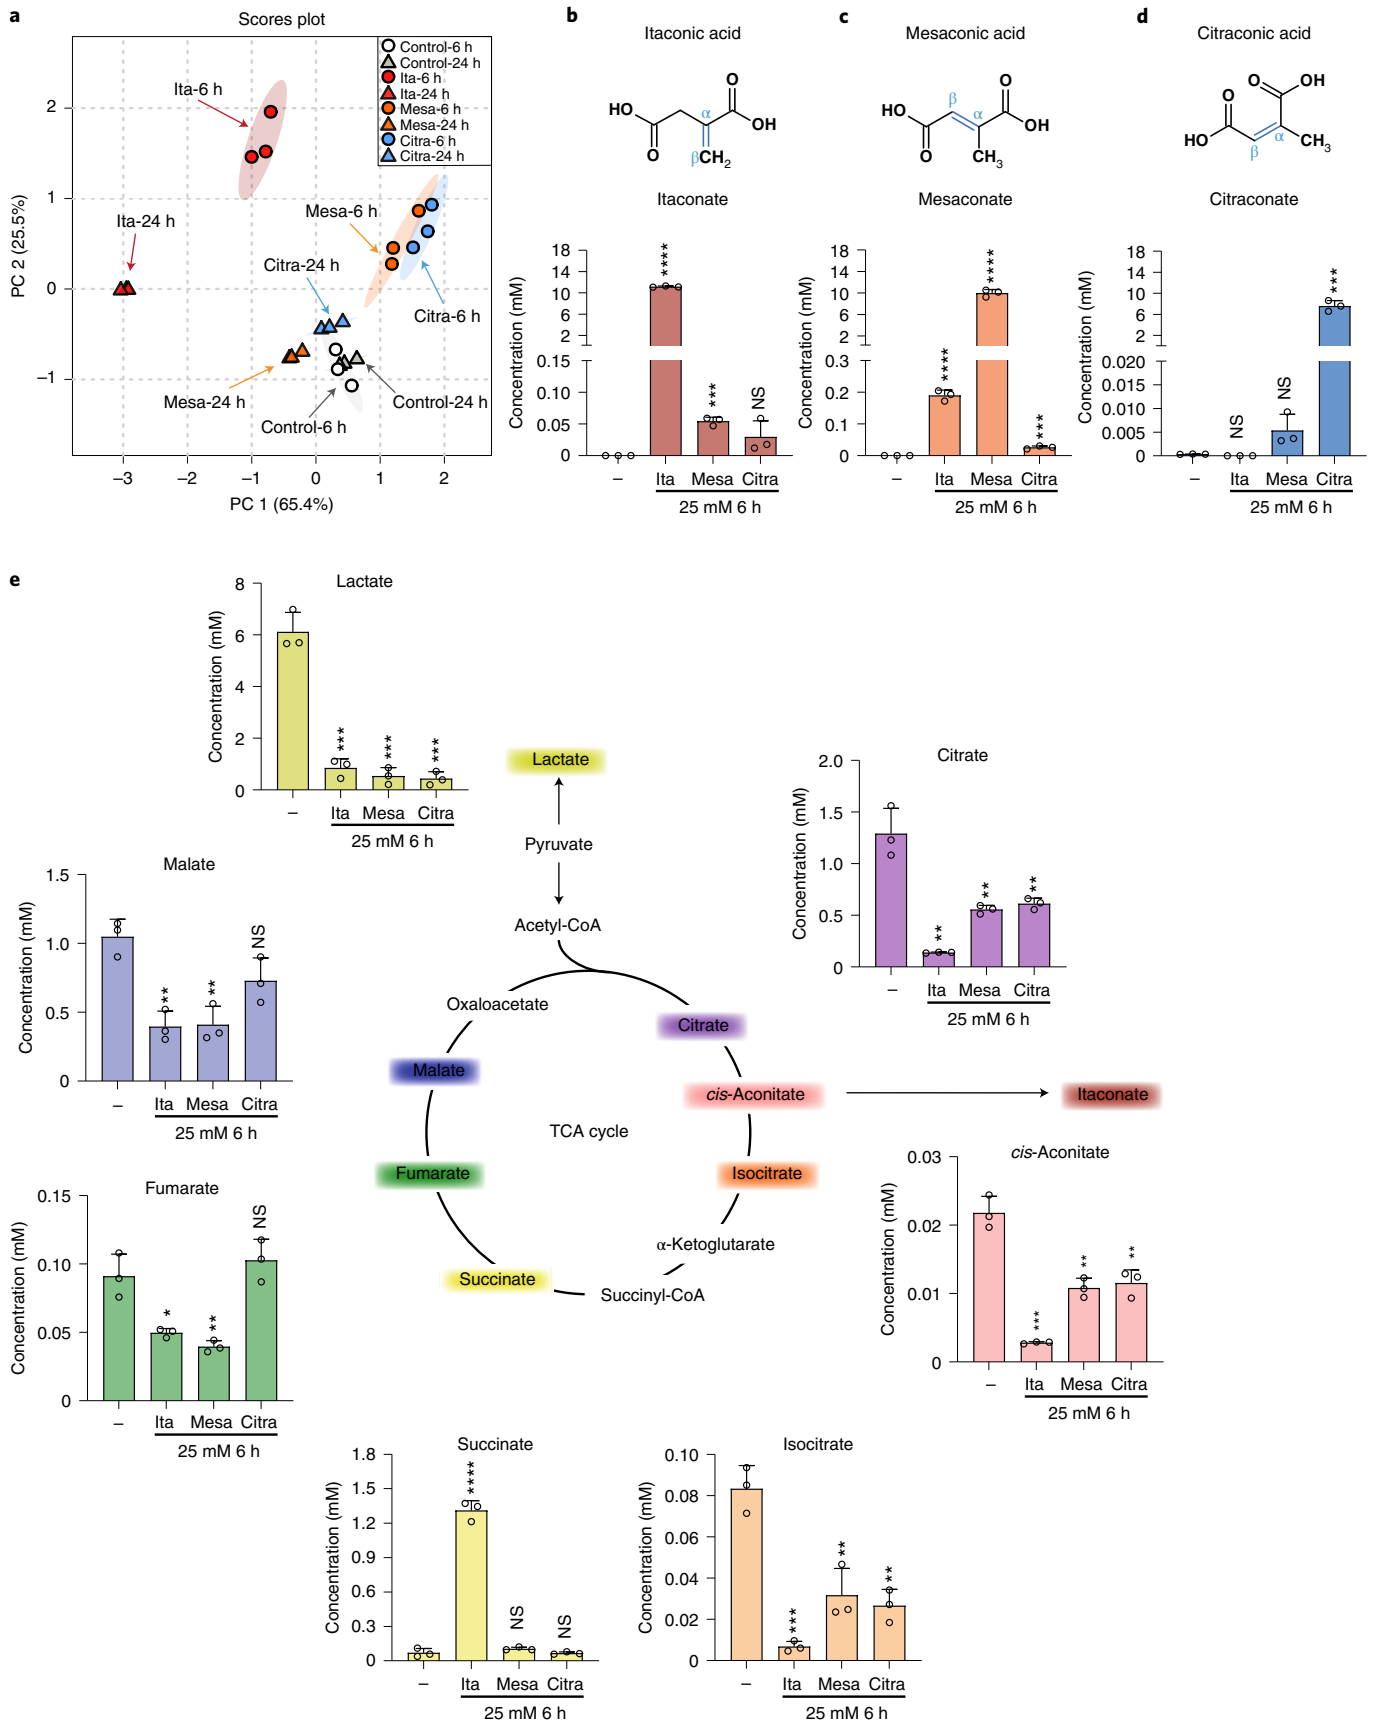 a
Scores plot
Control-6 h
Control-24 h
Ita-6 h
Ita-24 h
Mesa-6 h
Mesa-24 h
Citra-6 h
Citra-24 h
Ita-6 h
Ita-24 h
Mesa-6 h
Citra-24 h
Citra-6 h
Mesa-24 h
Control-24 h
Control-6 h
2
1
0
−1
PC 2 (25.5%)
−3 −2 −1 0 1 2
PC 1 (65.4%)
b
Itaconic acid
HO O α O OH
βCH2
Itaconate
Concentration (mM)
18
14
10
6
2
0.15
0.10
0.05
0
**** *** NS
– Ita Mesa Citra
25 mM 6 h
c
Mesaconic acid
HO O β α O OH
CH3
Mesaconate
Concentration (mM)
18
14
10
6
2
0.3
0.2
0.1
0
**** **** ***
– Ita Mesa Citra
25 mM 6 h
d
Citraconic acid
O OH
O HO β α CH3
Citraconate
Concentration (mM)
18
14
10
6
2
0.020
0.015
0.010
0.005
0
NS NS ***
– Ita Mesa Citra
25 mM 6 h
e
Lactate
Concentration (mM)
8
6
4
2
0
*** *** ***
– Ita Mesa Citra
25 mM 6 h
Lactate
Pyruvate
Acetyl-CoA
Oxaloacetate
Citrate
Malate
cis-Aconitate
Itaconate
TCA cycle
Fumarate
Isocitrate
α-Ketoglutarate
Succinate
Succinyl-CoA
Citrate
Concentration (mM)
2.0
1.5
1.0
0.5
0
** ** **
– Ita Mesa Citra
25 mM 6 h
Malate
Concentration (mM)
1.5
1.0
0.5
0
** ** NS
– Ita Mesa Citra
25 mM 6 h
cis-Aconitate
Concentration (mM)
0.03
0.02
0.01
0
*** ** **
– Ita Mesa Citra
25 mM 6 h
Fumarate
Concentration (mM)
0.15
0.10
0.05
0
* ** NS
– Ita Mesa Citra
25 mM 6 h
Succinate
Concentration (mM)
1.8
1.5
1.2
0.9
0.6
0.3
0
**** NS NS
– Ita Mesa Citra
25 mM 6 h
Isocitrate
Concentration (mM)
0.10
0.08
0.06
0.04
0.02
0
*** ** **
– Ita Mesa Citra
25 mM 6 h